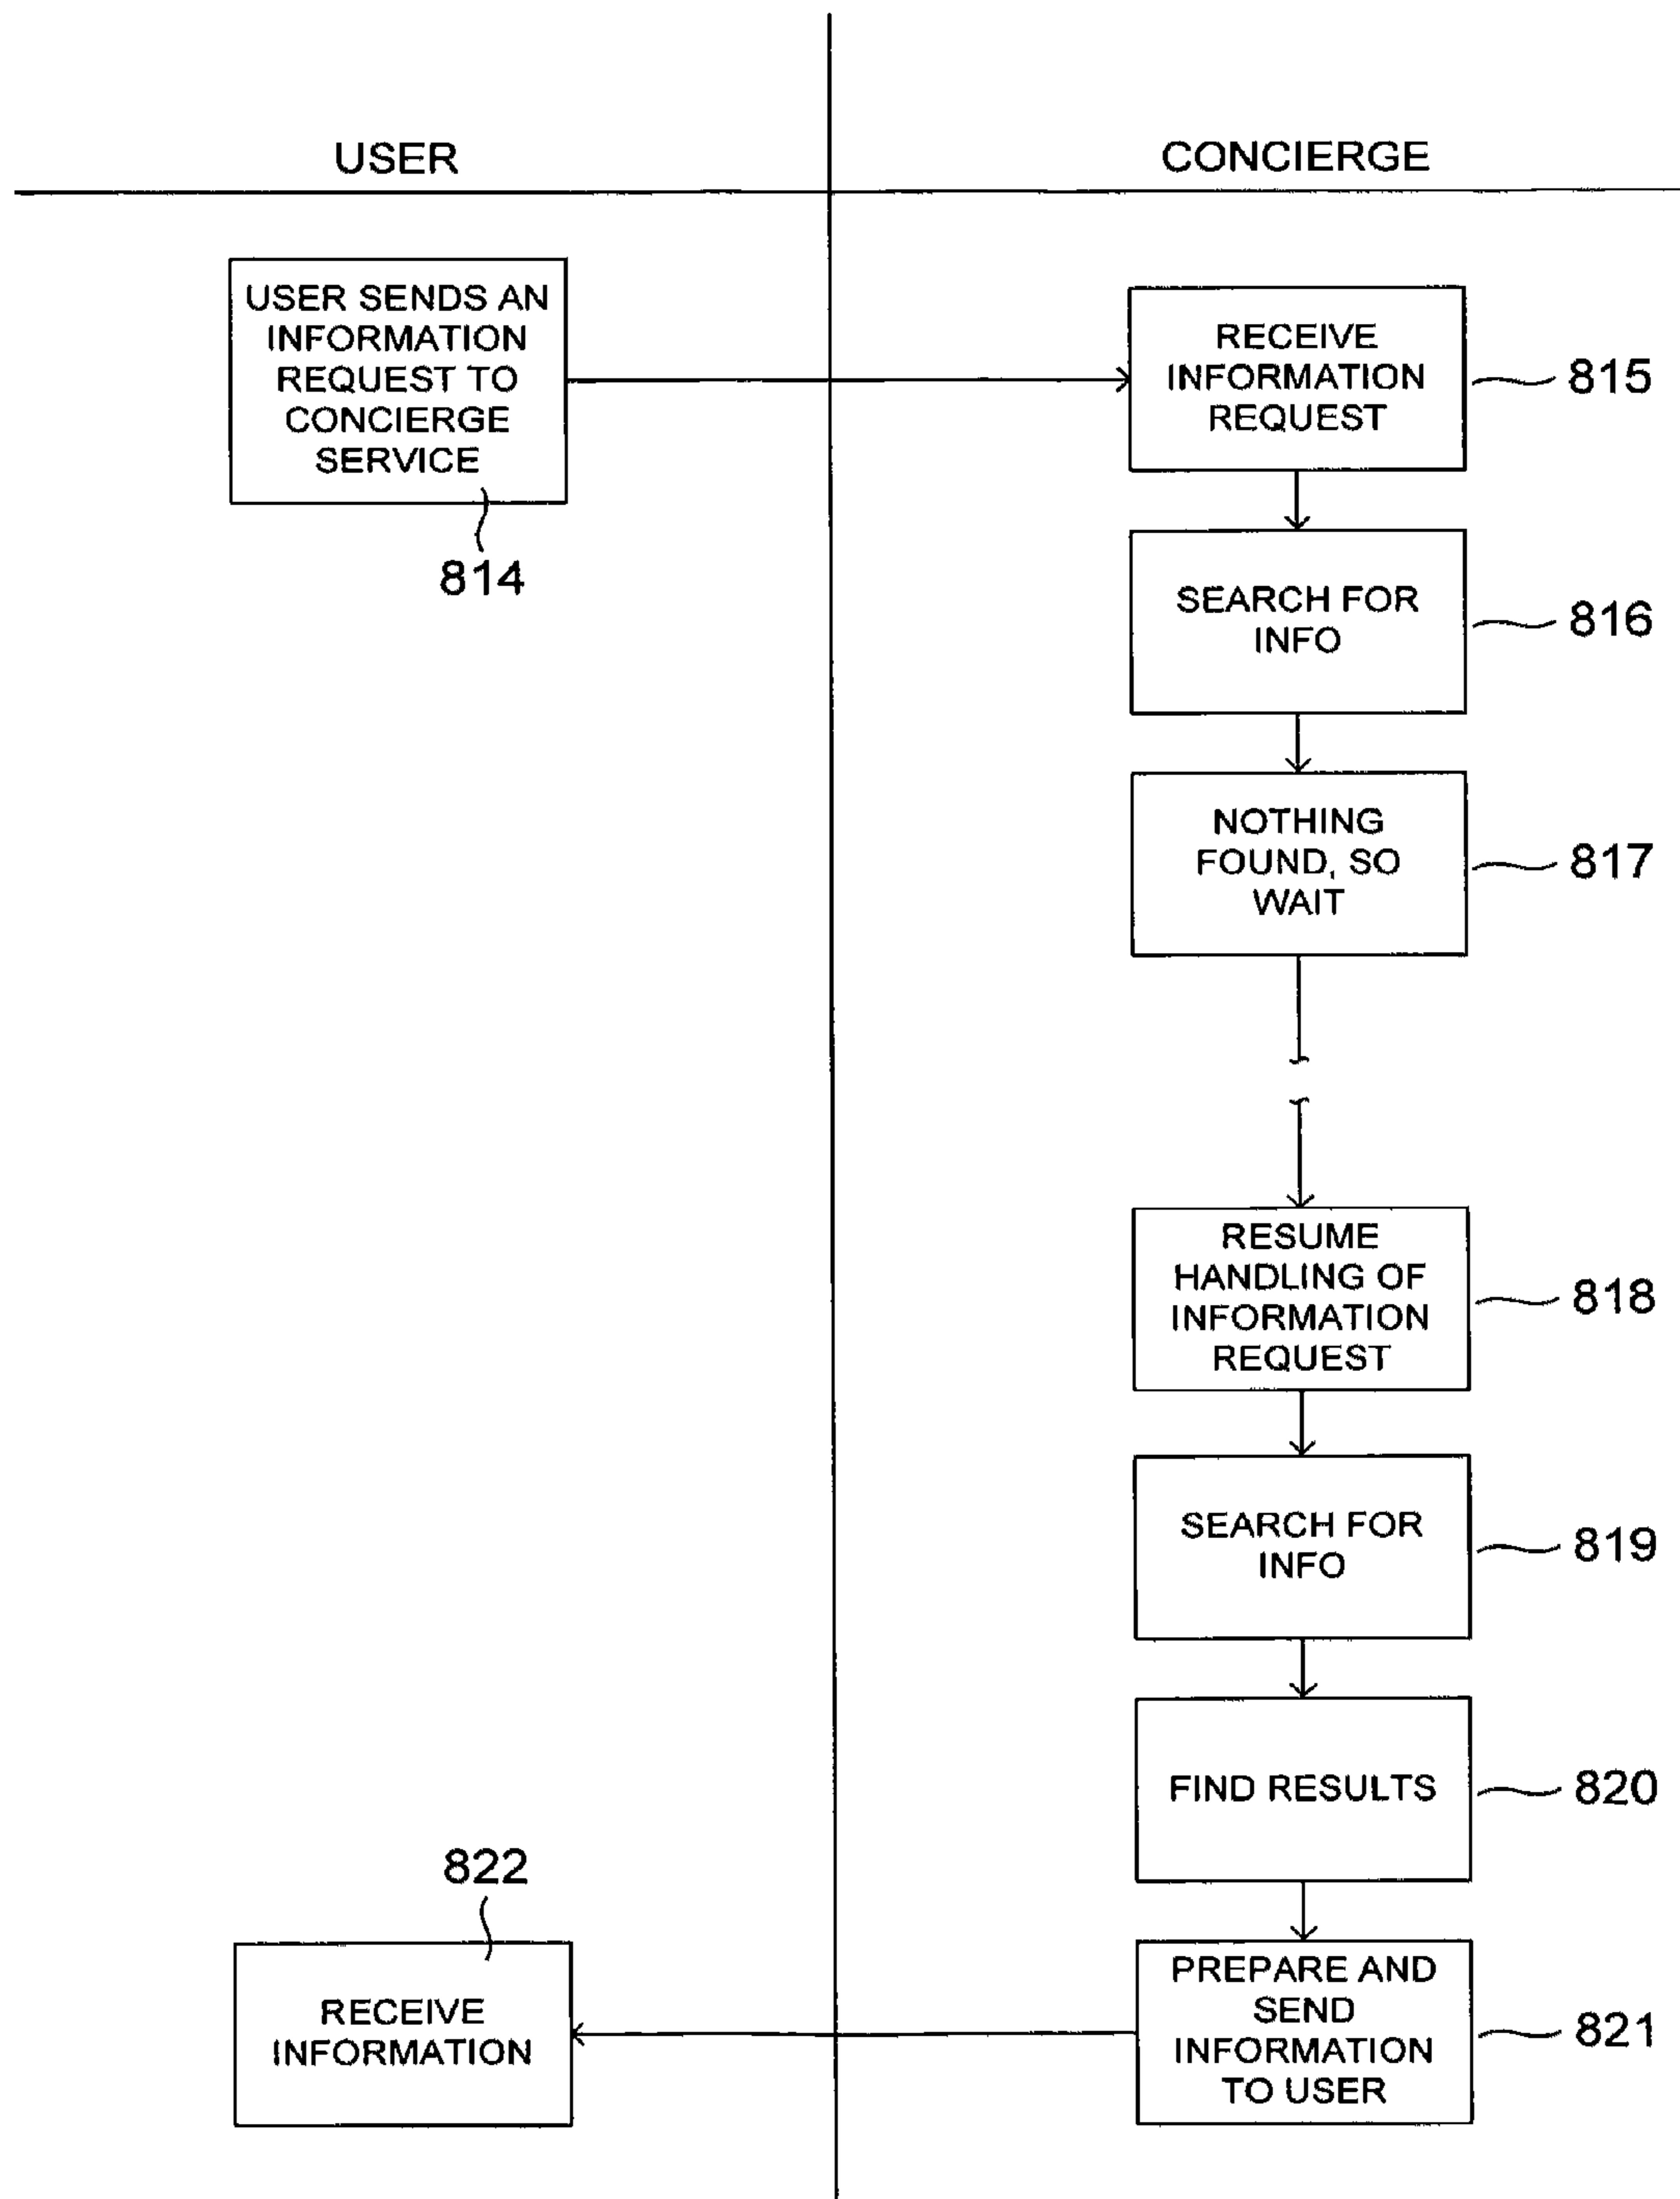 USER
CONCIERGE
USER SENDS AN
INFORMATION
REQUEST TO
CONCIERGE
SERVICE
814
RECEIVE
INFORMATION
REQUEST
815
SEARCH FOR
INFO
816
NOTHING
FOUND, SO
WAIT
817
RESUME
HANDLING OF
INFORMATION
REQUEST
818
SEARCH FOR
INFO
819
FIND RESULTS
820
PREPARE AND
SEND
INFORMATION
TO USER
821
822
RECEIVE
INFORMATION